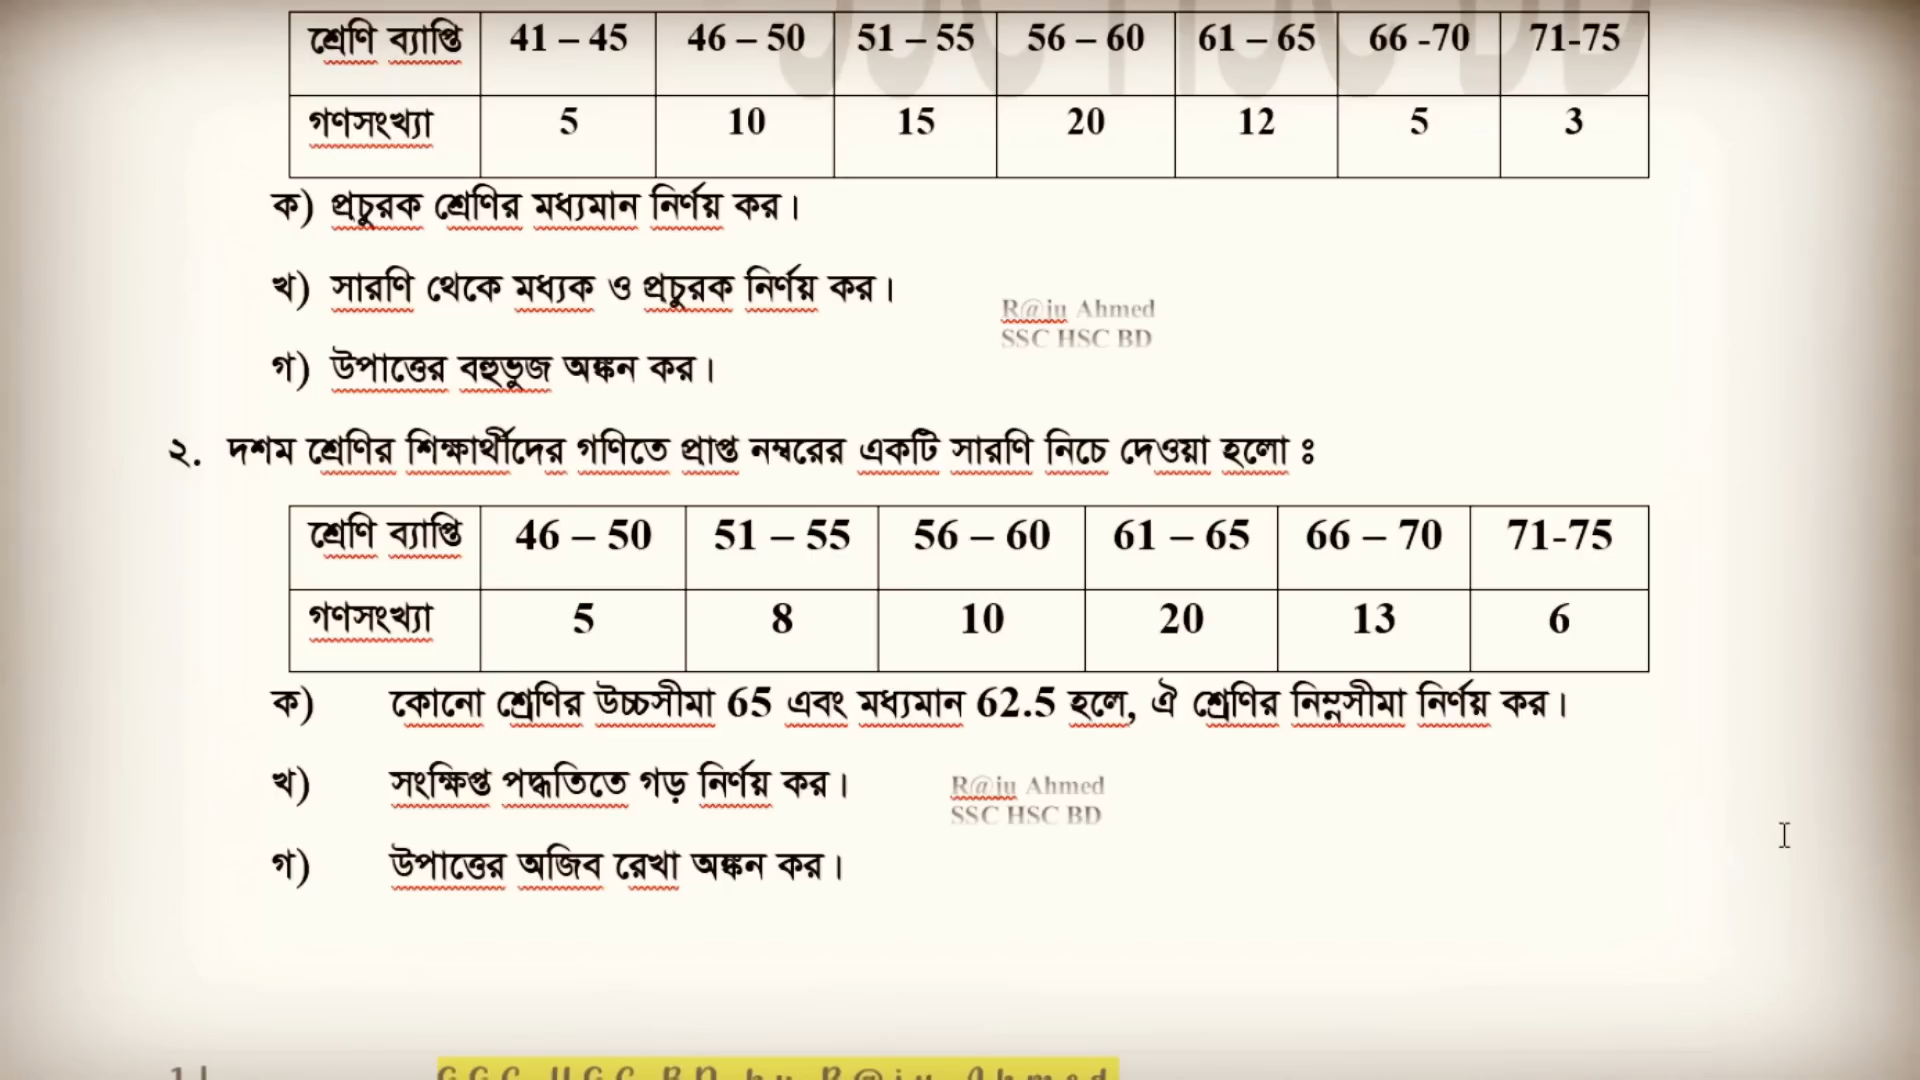 শ্রেণি ব্যাপ্তি 41 – 45 46 – 50 51 – 55 56 – 60 61 – 65 66 -70 71-75
গণসংখ্যা 5 10 15 20 12 5 3
ক) প্রচুরক শ্রেণির মধ্যমান নির্ণয় কর।
খ) সারণি থেকে মধ্যক ও প্রচুরক নির্ণয় কর।
R@ju Ahmed
SSC HSC BD
গ) উপাত্তের বহুভুজ অঙ্কন কর।
২. দশম শ্রেণির শিক্ষার্থীদের গণিতে প্রাপ্ত নম্বরের একটি সারণি নিচে দেওয়া হলো ঃ
শ্রেণি ব্যাপ্তি 46 – 50 51 – 55 56 – 60 61 – 65 66 – 70 71-75
গণসংখ্যা 5 8 10 20 13 6
ক) কোনো শ্রেণির উচ্চসীমা 65 এবং মধ্যমান 62.5 হলে, ঐ শ্রেণির নিম্নসীমা নির্ণয় কর।
খ) সংক্ষিপ্ত পদ্ধতিতে গড় নির্ণয় কর।
R@ju Ahmed
SSC HSC BD
গ) উপাত্তের অজিব রেখা অঙ্কন কর।